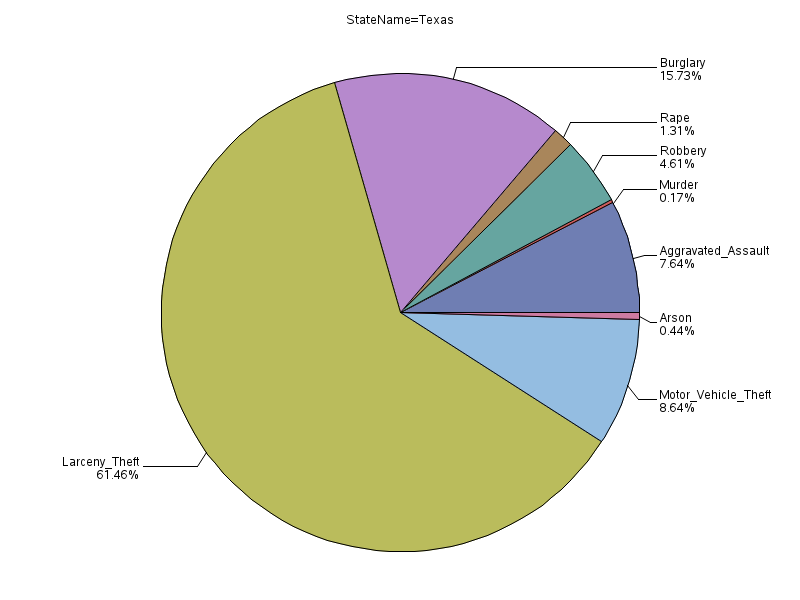 StateName=Texas
Burglary
15.73%
Rape
1.31%
Robbery
4.61%
Murder
0.17%
Aggravated_Assault
7.64%
Arson
0.44%
Motor_Vehicle_Theft
8.64%
Larceny_Theft
61.46%